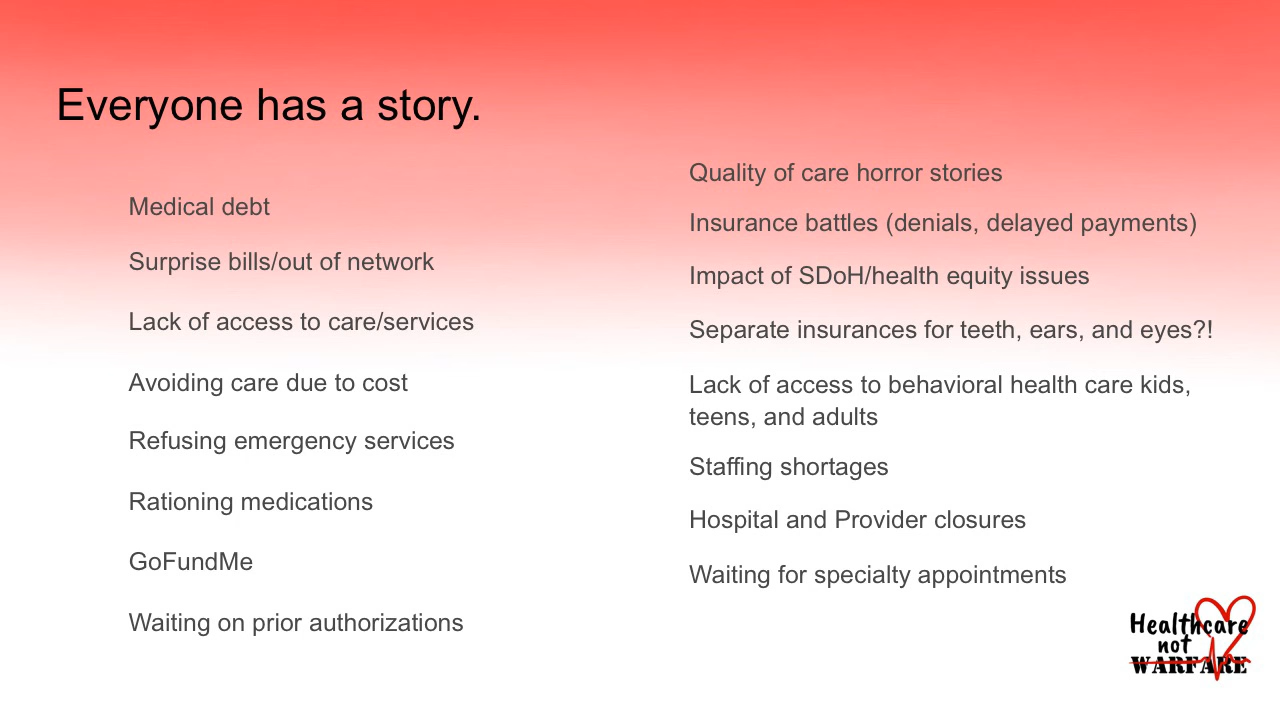 Everyone has a story.
Medical debt
Surprise bills/out of network
Lack of access to care/services
Avoiding care due to cost
Refusing emergency services
Rationing medications
GoFundMe
Waiting on prior authorizations
Quality of care horror stories
Insurance battles (denials, delayed payments)
Impact of SDoH/health equity issues
Separate insurances for teeth, ears, and eyes?!
Lack of access to behavioral health care kids,
teens, and adults
Staffing shortages
Hospital and Provider closures
Waiting for specialty appointments
Healthcare
not
WARFARE